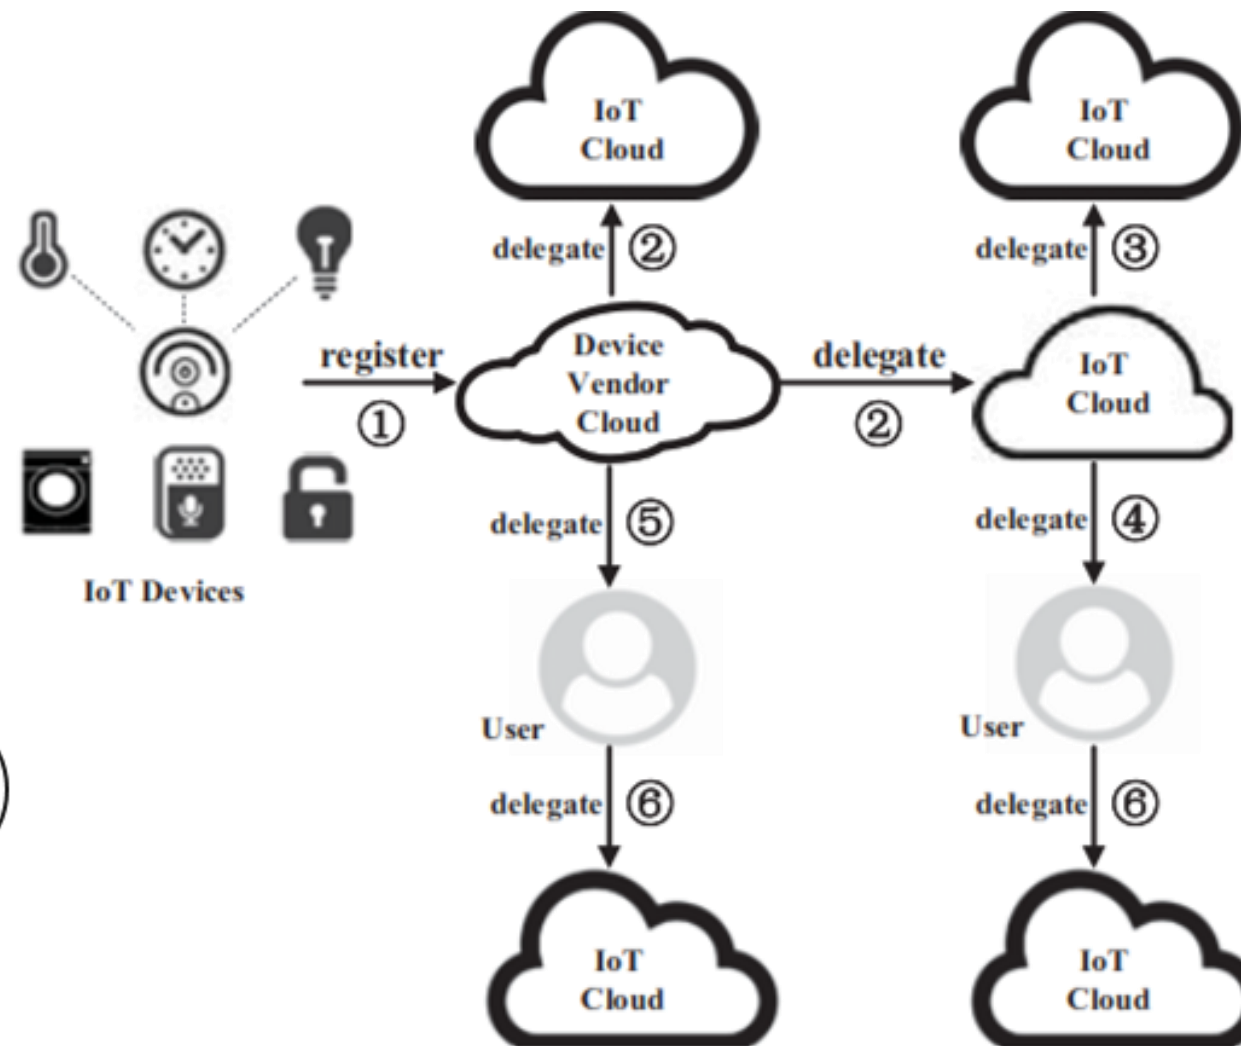 IoT
Cloud
IoT
Cloud
delegate ②
delegate ③
register
①
Device
Vendor
Cloud
delegate
②
IoT
Cloud
IoT Devices
delegate ⑤
delegate ④
User
User
delegate ⑥
delegate ⑥
IoT
Cloud
IoT
Cloud